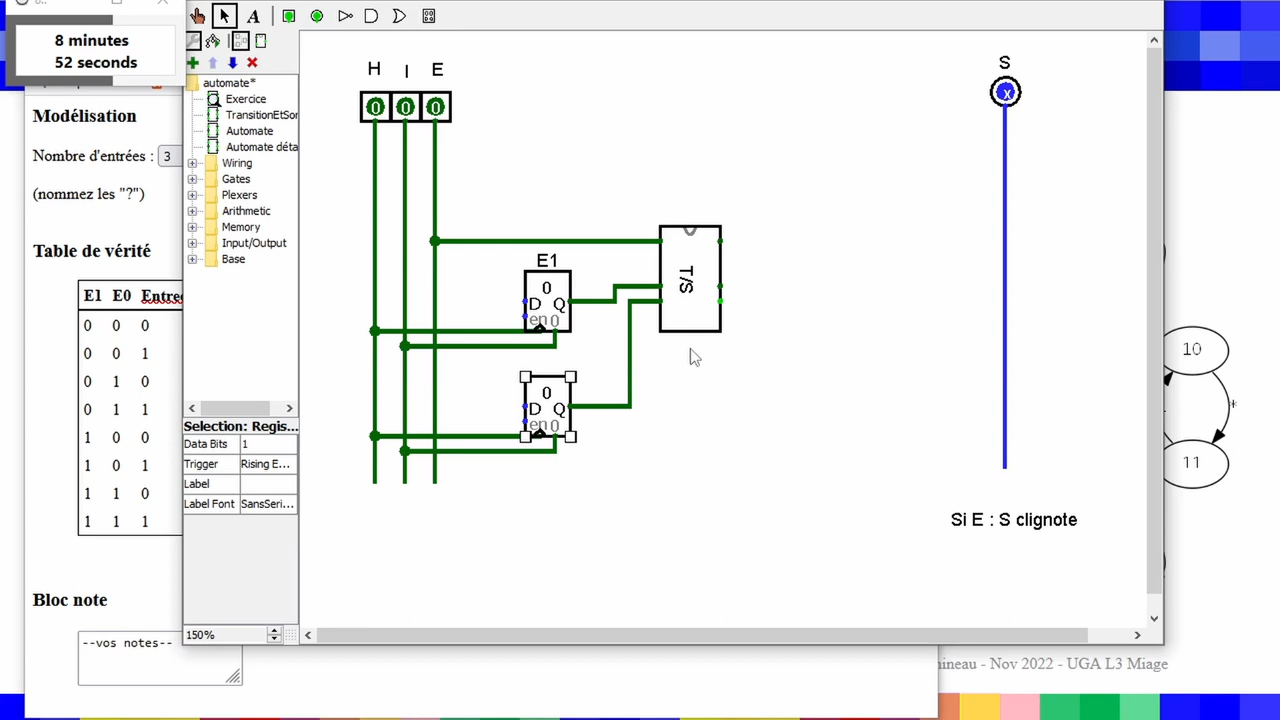 8 minutes
52 seconds
Modélisation
Nombre d'entrées : 3
(nommez les "?")
Table de vérité
E1 E0 Entree
0 0 0
0 0 1
0 1 0
0 1 1
1 0 0
1 0 1
1 1 0
1 1 1
Bloc note
--vos notes--
A
automate*
Exercice
TransitionEtSor
Automate
Automate déta
Wiring
Gates
Plexers
Arithmetic
Memory
Input/Output
Base
Selection: Regis...
Data Bits 1
Trigger Rising E...
Label
Label Font SansSeri...
150%
H I E
0 0 0
E1
0
D Q
en 0
0
D Q
en 0
T/S
S
x
Si E : S clignote
10
*
11
ineau - Nov 2022 - UGA L3 Miage